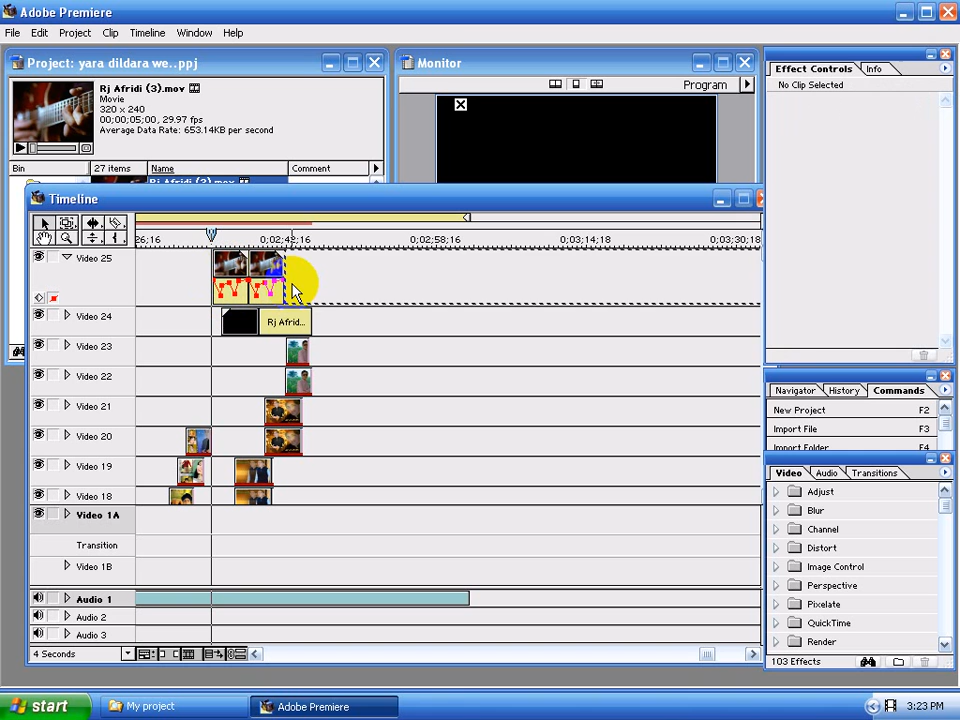 Adobe Premiere
File Edit Project Clip Timeline Window Help
Project: yara dildara we..ppj
Monitor
Effect Controls Info
Program
No Clip Selected
Rj Afridi (3).mov
Movie
320 x 240
00;00;05;00, 29.97 fps
Average Data Rate: 653.14KB per second
Bin 27 items Name Comment
Rj Afridi (3).mov
Timeline
26;16 0;02;42;16 0;02;58;16 0;03;14;18 0;03;30;18
Video 25
Video 24
Rj Afrid...
Video 23
Video 22
Video 21
Video 20
Video 19
Video 18
Video 1A
Transition
Video 1B
Audio 1
Audio 2
Audio 3
4 Seconds
Navigator History Commands
New Project F2
Import File F3
Import Folder F4
Video Audio Transitions
Adjust
Blur
Channel
Distort
Image Control
Perspective
Pixelate
QuickTime
Render
103 Effects
start My project Adobe Premiere 3:23 PM